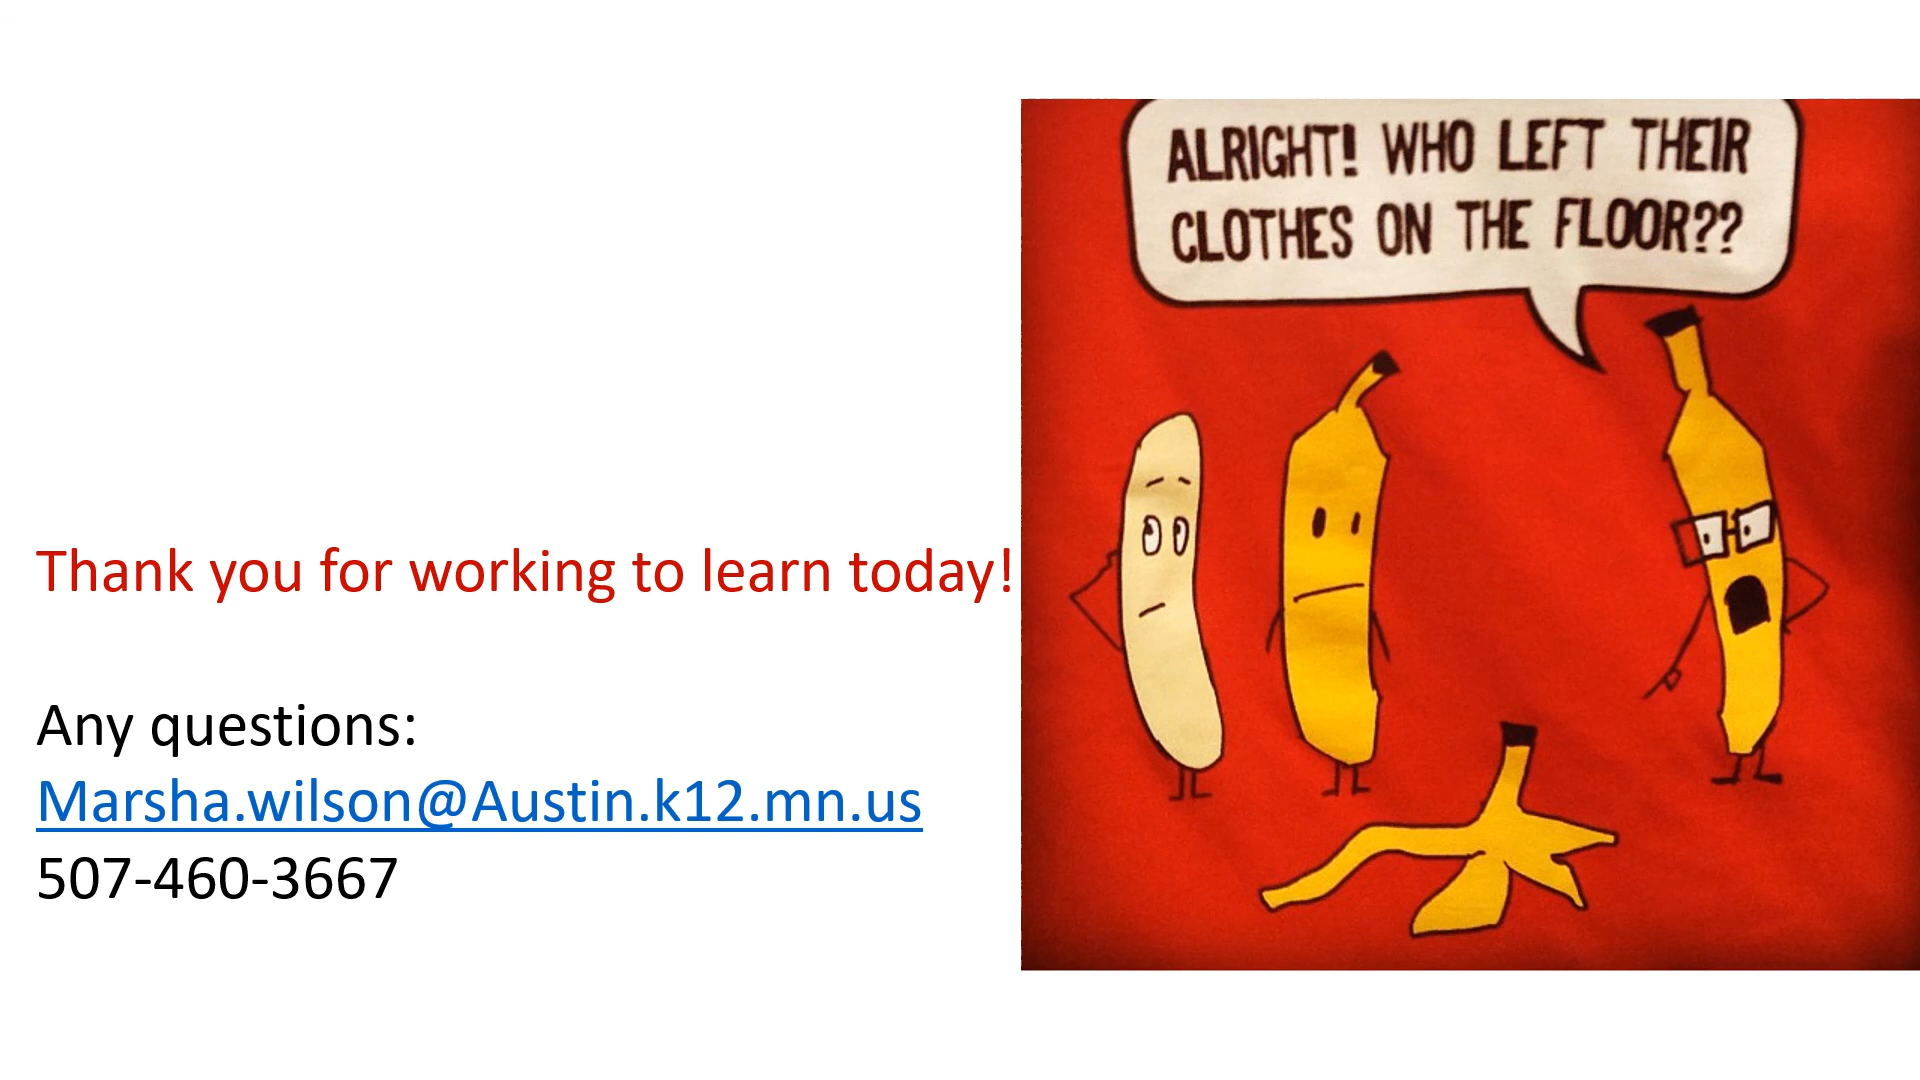 Thank you for working to learn today!
Any questions:
Marsha.wilson@Austin.k12.mn.us
507-460-3667
ALRIGHT! WHO LEFT THEIR
CLOTHES ON THE FLOOR??